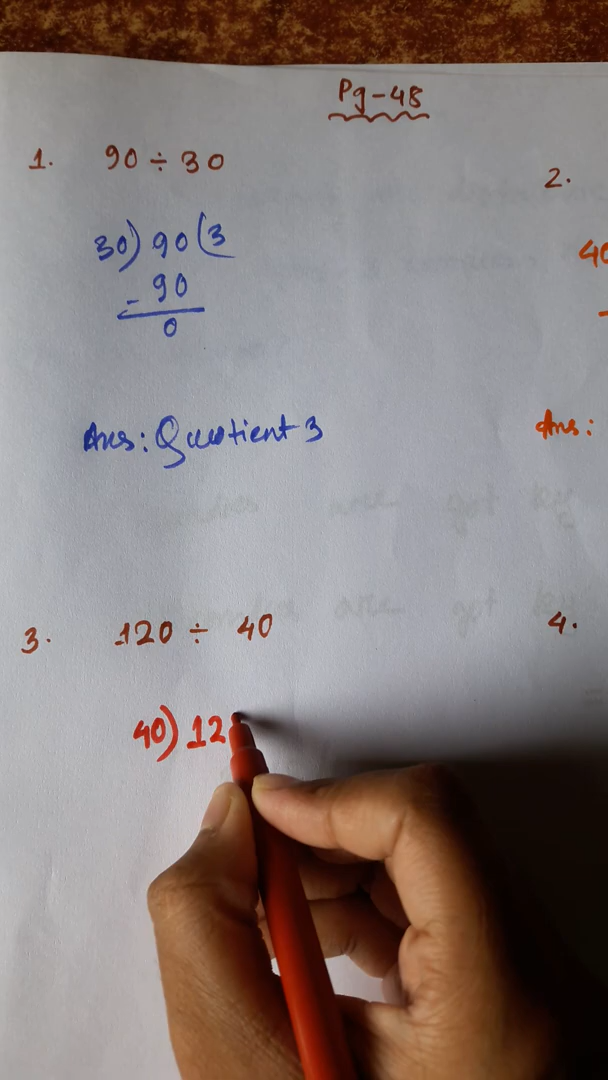 Pg-48
1. 90 ÷ 30
2.
30) 90 (3
- 90
0
40
-
Ans: Quotient 3
Ans:
3. 120 ÷ 40
4.
40) 12